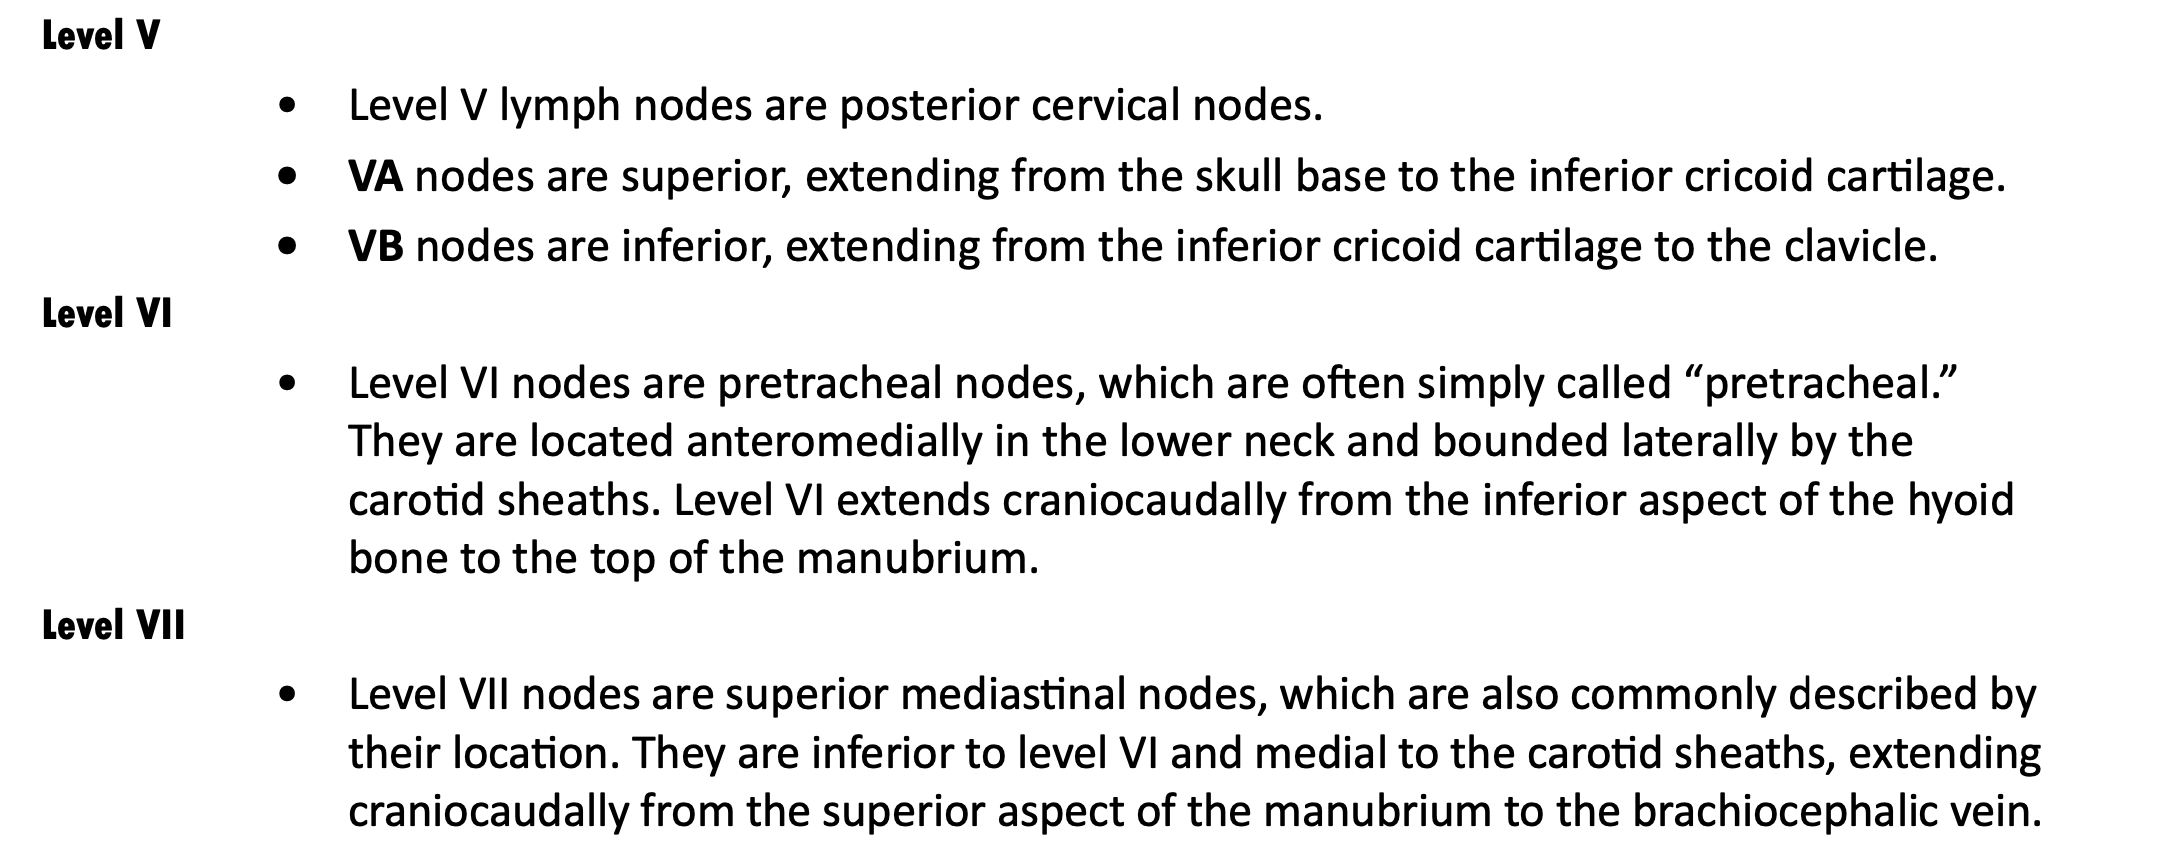 Level V
• Level V lymph nodes are posterior cervical nodes.
• VA nodes are superior, extending from the skull base to the inferior cricoid cartilage.
• VB nodes are inferior, extending from the inferior cricoid cartilage to the clavicle.
Level VI
• Level VI nodes are pretracheal nodes, which are often simply called “pretracheal.”
They are located anteromedially in the lower neck and bounded laterally by the
carotid sheaths. Level VI extends craniocaudally from the inferior aspect of the hyoid
bone to the top of the manubrium.
Level VII
• Level VII nodes are superior mediastinal nodes, which are also commonly described by
their location. They are inferior to level VI and medial to the carotid sheaths, extending
craniocaudally from the superior aspect of the manubrium to the brachiocephalic vein.